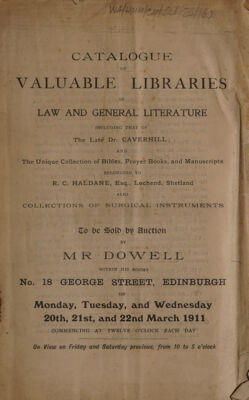 CATALOGUE
OF
VALUABLE LIBRARIES
OF
LAW AND GENERAL LITERATURE
INCLUDING THAT OF
The Late Dr. CAVERHILL;
AND
The Unique Collection of Bibles, Prayer Books, and Manuscripts
BELONGING TO
R. C. HALDANE, Esq., Lochend, Shetland
ALSO
COLLECTIONS OF SURGICAL INSTRUMENTS
To be Sold by Auction
BY
MR DOWELL
WITHIN HIS ROOMS
No. 18 GEORGE STREET, EDINBURGH
ON
Monday, Tuesday, and Wednesday
20th, 21st, and 22nd March 1911
COMMENCING AT TWELVE O'CLOCK EACH DAY
On View on Friday and Saturday previous, from 10 to 5 o'clock